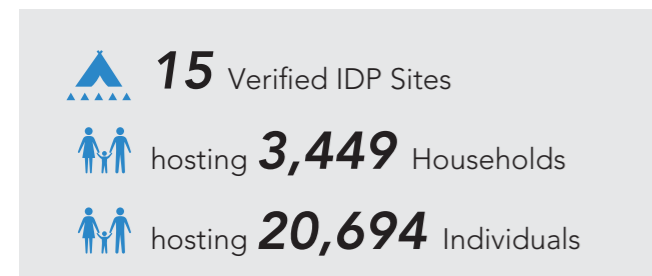 15 Verified IDP Sites
hosting 3,449 Households
hosting 20,694 Individuals